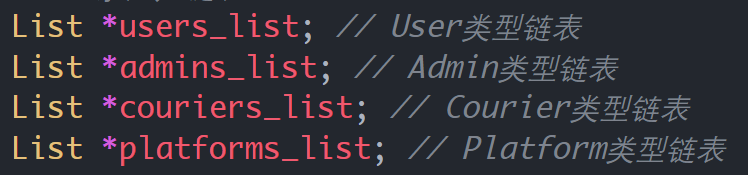 List *users_list; // User类型链表
List *admins_list; // Admin类型链表
List *couriers_list; // Courier类型链表
List *platforms_list; // Platform类型链表